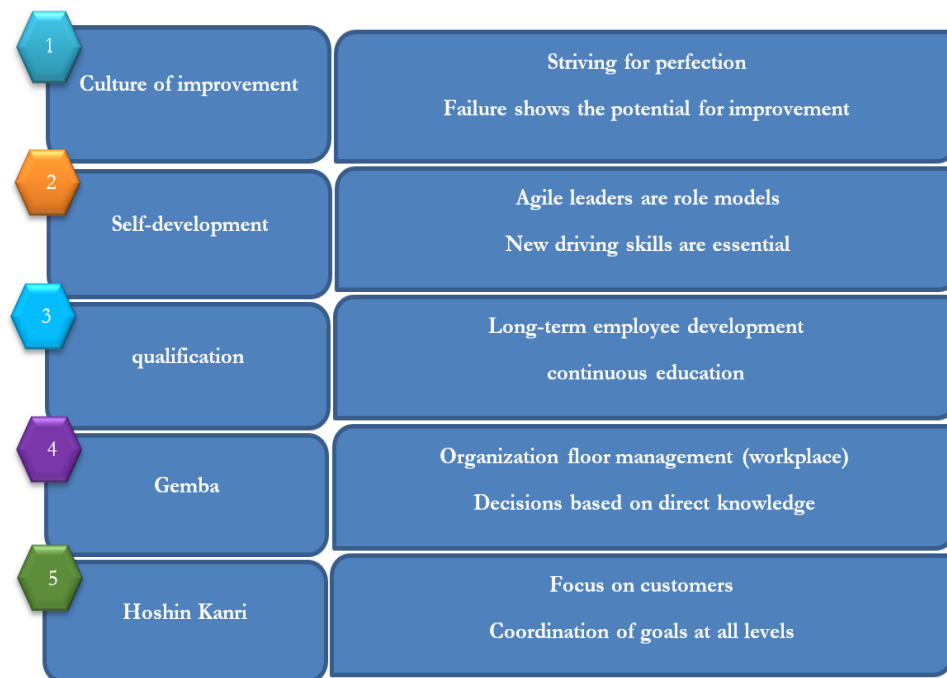 1
Culture of improvement
Striving for perfection
Failure shows the potential for improvement
2
Self-development
Agile leaders are role models
New driving skills are essential
3
qualification
Long-term employee development
continuous education
4
Gemba
Organization floor management (workplace)
Decisions based on direct knowledge
5
Hoshin Kanri
Focus on customers
Coordination of goals at all levels